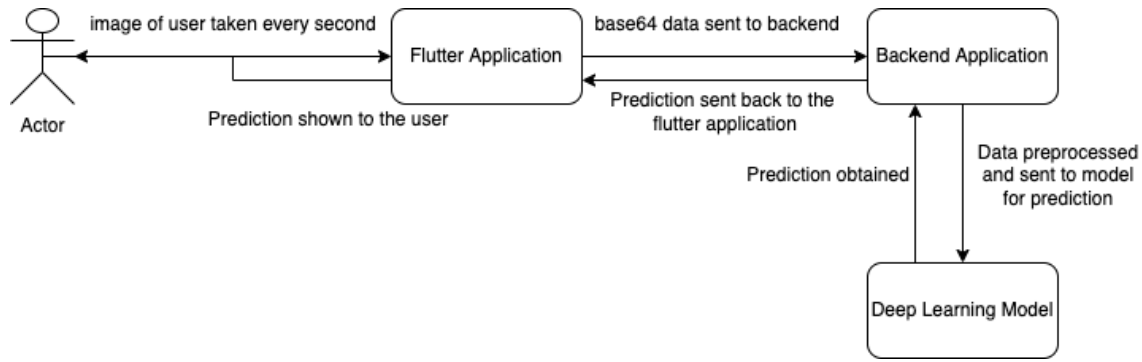 image of user taken every second
base64 data sent to backend
Flutter Application
Backend Application
Actor
Prediction shown to the user
Prediction sent back to the
flutter application
Prediction obtained
Data preprocessed
and sent to model
for prediction
Deep Learning Model